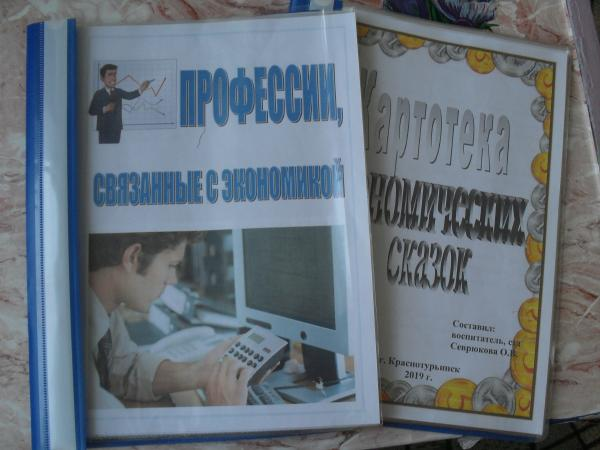 ПРОФЕССИИ,
СВЯЗАННЫЕ С ЭКОНОМИКОЙ
Картотека
сказок
Составил:
воспитатель,
Севрюкова О.В.
г. Краснотурьинск
2019 г.